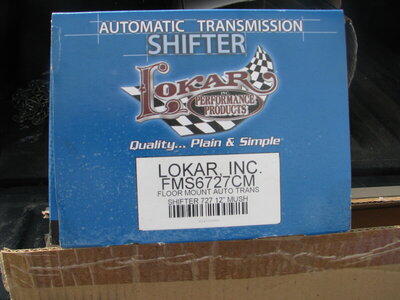 AUTOMATIC TRANSMISSION
SHIFTER
LOKAR
INC.
PERFORMANCE
PRODUCTS
Quality... Plain & Simple®
LOKAR, INC.
FMS6727CM
FLOOR MOUNT AUTO TRANS
SHIFTER 727 12" MUSH